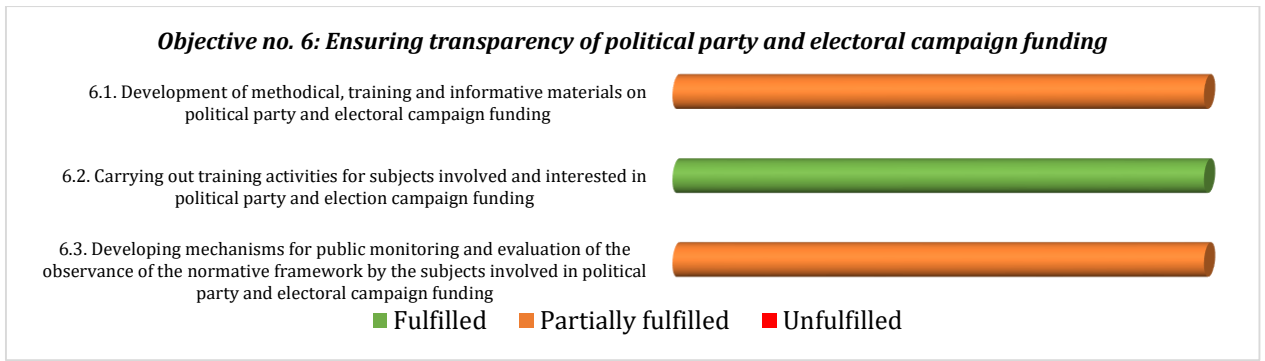 Objective no. 6: Ensuring transparency of political party and electoral campaign funding
6.1. Development of methodical, training and informative materials on
political party and electoral campaign funding
6.2. Carrying out training activities for subjects involved and interested in
political party and election campaign funding
6.3. Developing mechanisms for public monitoring and evaluation of the
observance of the normative framework by the subjects involved in political
party and electoral campaign funding
Fulfilled Partially fulfilled Unfulfilled